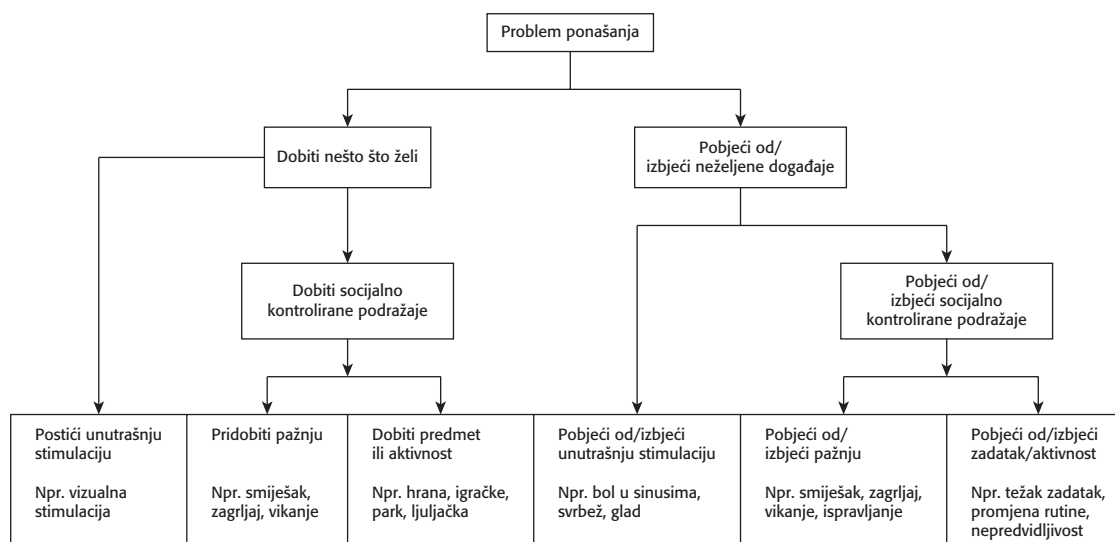 Problem ponašanja
Dobiti nešto što želi
Pobjeći od/
izbjeći neželjene događaje
Dobiti socijalno
kontrolirane podražaje
Pobjeći od/
izbjeći socijalno
kontrolirane podražaje
Postići unutrašnju
stimulaciju
Npr. vizualna
stimulacija
Pridobiti pažnju
Npr. smiješak,
zagrljaj, vikanje
Dobiti predmet
ili aktivnost
Npr. hrana, igračke,
park, ljuljačka
Pobjeći od/izbjeći
unutrašnju stimulaciju
Npr. bol u sinusima,
svrbež, glad
Pobjeći od/
izbjeći pažnju
Npr. smiješak, zagrljaj,
vikanje, ispravljanje
Pobjeći od/izbjeći
zadatak/aktivnost
Npr. težak zadatak,
promjena rutine,
nepredvidljivost